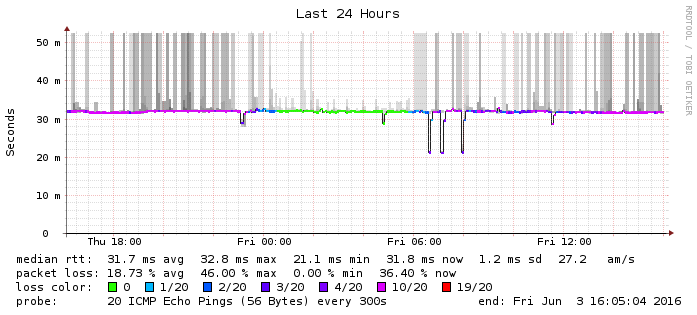 Last 24 Hours
RRDTOOL / TOBI OETIKER
Seconds
50 m
40 m
30 m
20 m
10 m
0
Thu 18:00 Fri 00:00 Fri 06:00 Fri 12:00
median rtt: 31.7 ms avg 32.8 ms max 21.1 ms min 31.8 ms now 1.2 ms sd 27.2 am/s
packet loss: 18.73 % avg 46.00 % max 0.00 % min 36.40 % now
loss color: 0 1/20 2/20 3/20 4/20 10/20 19/20
probe: 20 ICMP Echo Pings (56 Bytes) every 300s end: Fri Jun 3 16:05:04 2016